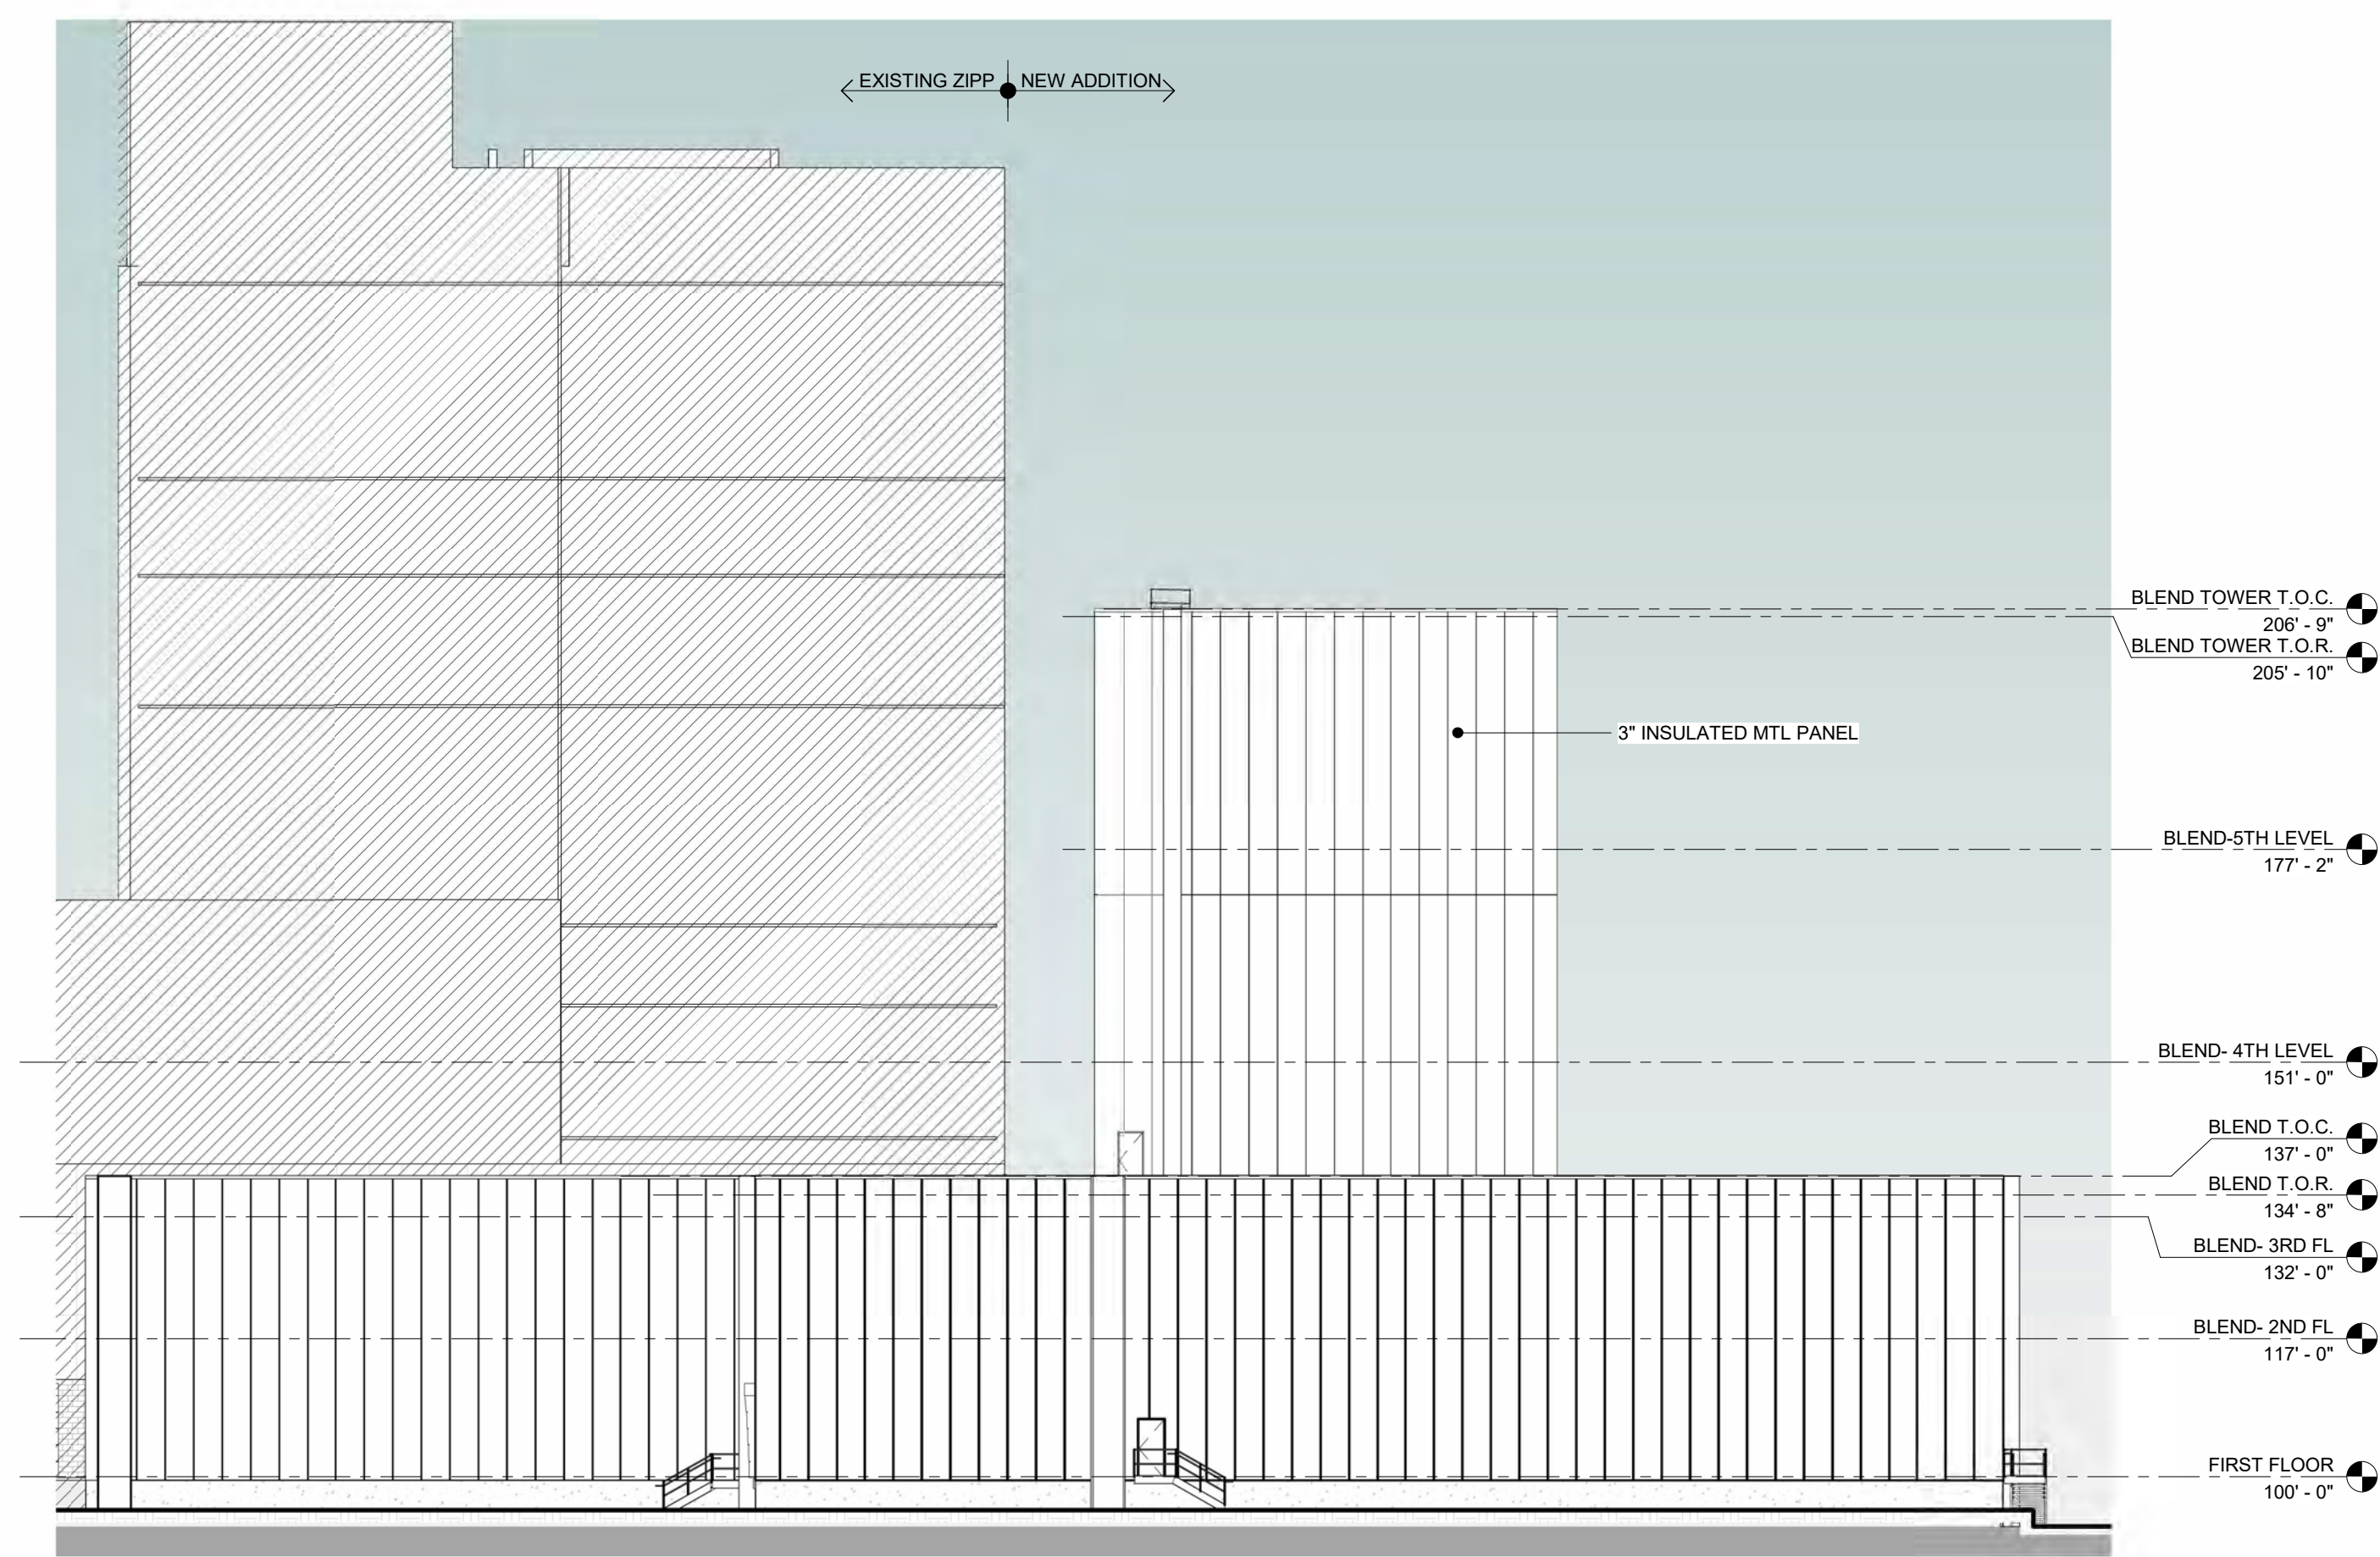 EXISTING ZIPP NEW ADDITION
BLEND TOWER T.O.C.
206' - 9"
BLEND TOWER T.O.R.
205' - 10"
3" INSULATED MTL PANEL
BLEND-5TH LEVEL
177' - 2"
BLEND- 4TH LEVEL
151' - 0"
BLEND T.O.C.
137' - 0"
BLEND T.O.R.
134' - 8"
BLEND- 3RD FL
132' - 0"
BLEND- 2ND FL
117' - 0"
FIRST FLOOR
100' - 0"